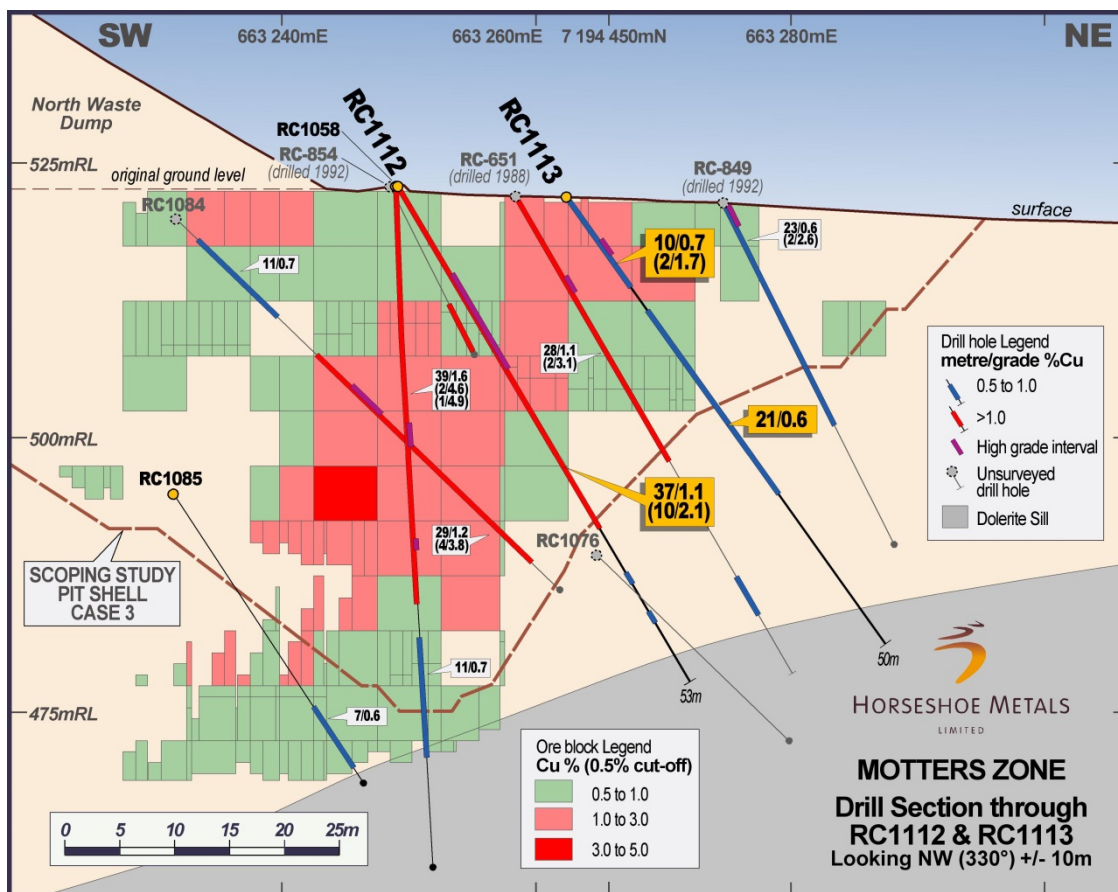 SW
663 240mE
663 260mE
7 194 450mN
663 280mE
NE
North Waste
Dump
525mRL
original ground level
RC1058
RC-854
(drilled 1992)
RC1112
RC-651
(drilled 1988)
RC1113
RC-849
(drilled 1992)
surface
RC1084
11/0.7
10/0.7
(2/1.7)
23/0.6
(2/2.6)
28/1.1
(2/3.1)
39/1.6
(2/4.6)
(1/4.9)
21/0.6
500mRL
RC1085
37/1.1
(10/2.1)
29/1.2
(4/3.8)
RC1076
SCOPING STUDY
PIT SHELL
CASE 3
11/0.7
7/0.6
475mRL
53m
50m
Drill hole Legend
metre/grade %Cu
0.5 to 1.0
>1.0
High grade interval
Unsurveyed
drill hole
Dolerite Sill
Ore block Legend
Cu % (0.5% cut-off)
0.5 to 1.0
1.0 to 3.0
3.0 to 5.0
0 5 10 15 20 25m
HORSESHOE METALS
LIMITED
MOTTERS ZONE
Drill Section through
RC1112 & RC1113
Looking NW (330°) +/- 10m